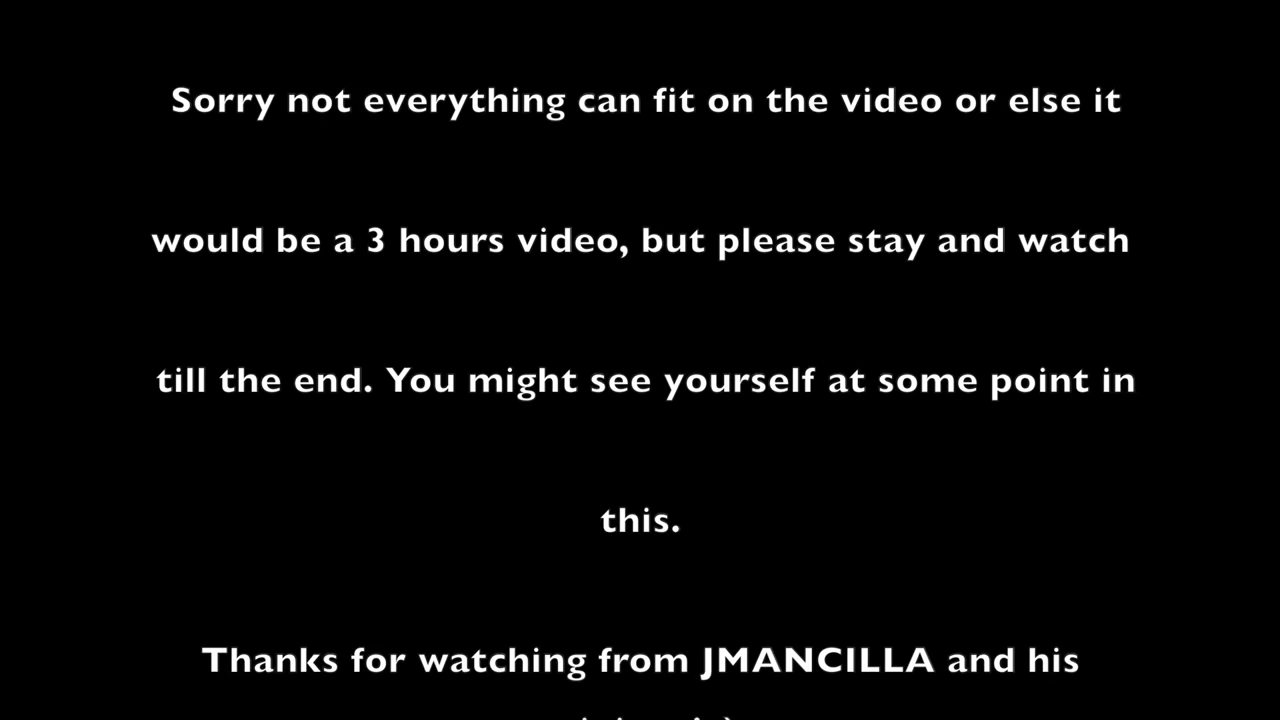 Sorry not everything can fit on the video or else it
would be a 3 hours video, but please stay and watch
till the end. You might see yourself at some point in
this.
Thanks for watching from JMANCILLA and his